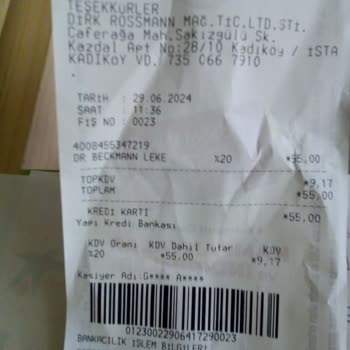 TEŞEKKÜRLER
DIRK ROSSMANN MAĞ.TİC.LTD.ŞTİ.
Caferağa Mah.Sakızgülü Sk.
Kazdal Apt No:28/10 Kadıköy / İSTA
KADIKÖY VD. 735 066 7910
TARİH : 29.06.2024
SAAT : 11:36
FİŞ NO : 0023
4008455347219
DR BECKMANN LEKE %20 *55,00
TOPKDV *9,17
TOPLAM *55,00
KREDI KARTI *55,00
Yapı Kredi Bankası
KDV Oranı KDV Dahil Tutar KDV
%20 *55,00 *9,17
Kasiyer Adı:G**** A****
01230022906417290023
BANKACILIK İŞLEM BİLGİLERİ